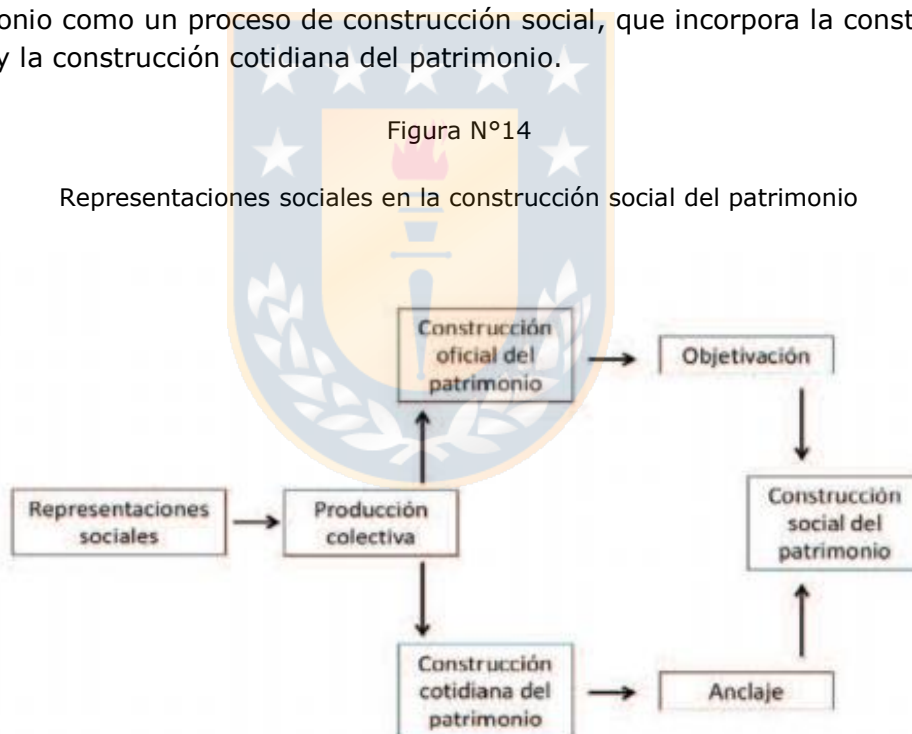 onio como un proceso de construcción social, que incorpora la const
y la construcción cotidiana del patrimonio.
Figura N°14
Representaciones sociales en la construcción social del patrimonio
Construcción
oficial del
patrimonio
Objetivación
Representaciones
sociales
Producción
colectiva
Construcción
social del
patrimonio
Construcción
cotidiana del
patrimonio
Anclaje